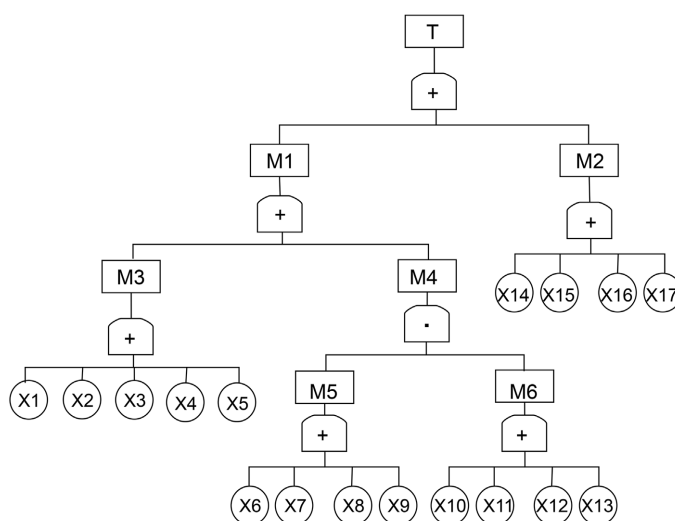 T
+
M1 M2
+ +
M3 M4 X14 X15 X16 X17
+ ·
X1 X2 X3 X4 X5 M5 M6
+ +
X6 X7 X8 X9 X10 X11 X12 X13